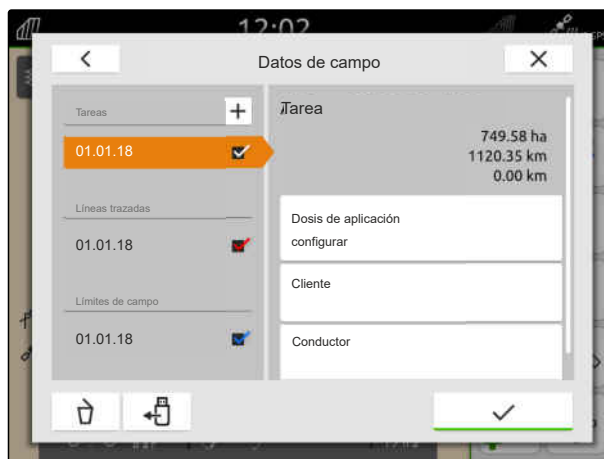 12:02
Datos de campo
Tareas
01.01.18
Líneas trazadas
01.01.18
Límites de campo
01.01.18
Tarea
749.58 ha
1120.35 km
0.00 km
Dosis de aplicación
configurar
Cliente
Conductor